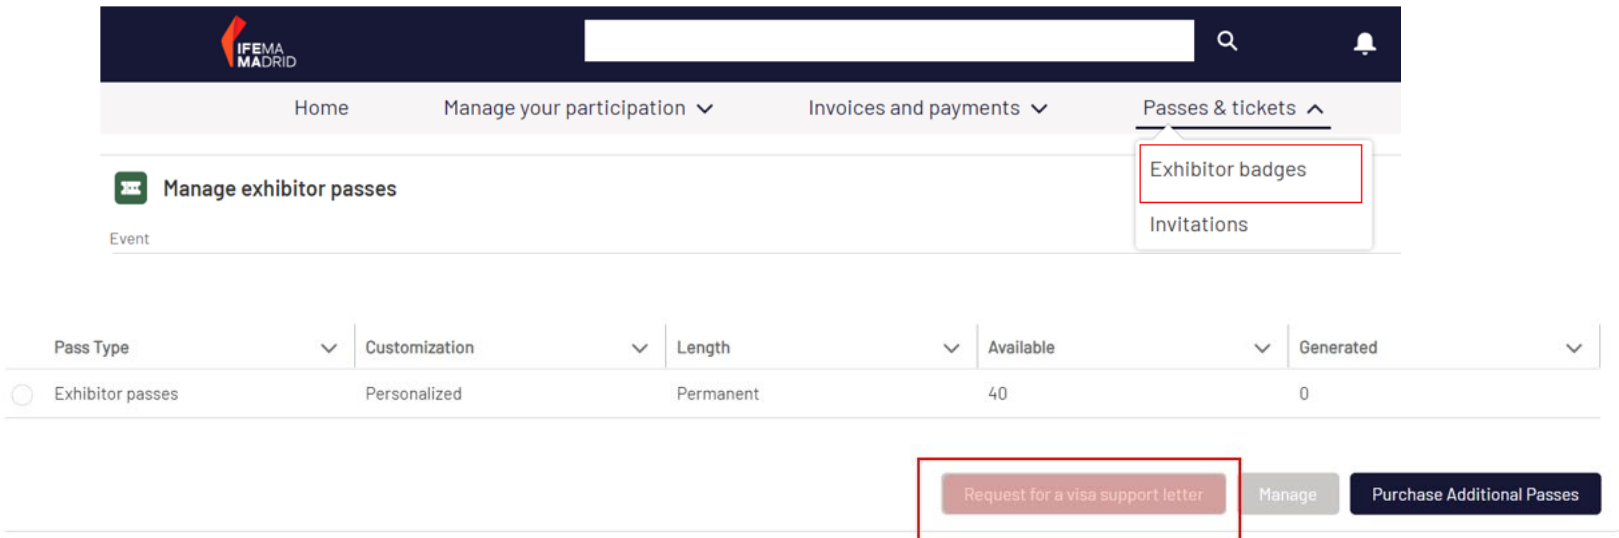 IFEMA
MADRID
Home Manage your participation Invoices and payments Passes & tickets
Exhibitor badges
Invitations
Manage exhibitor passes
Event
Pass Type Customization Length Available Generated
Exhibitor passes Personalized Permanent 40 0
Request for a visa support letter Manage Purchase Additional Passes